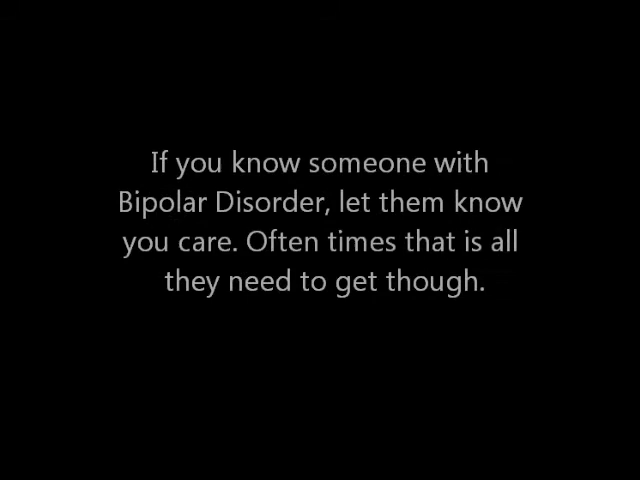 If you know someone with
Bipolar Disorder, let them know
you care. Often times that is all
they need to get though.